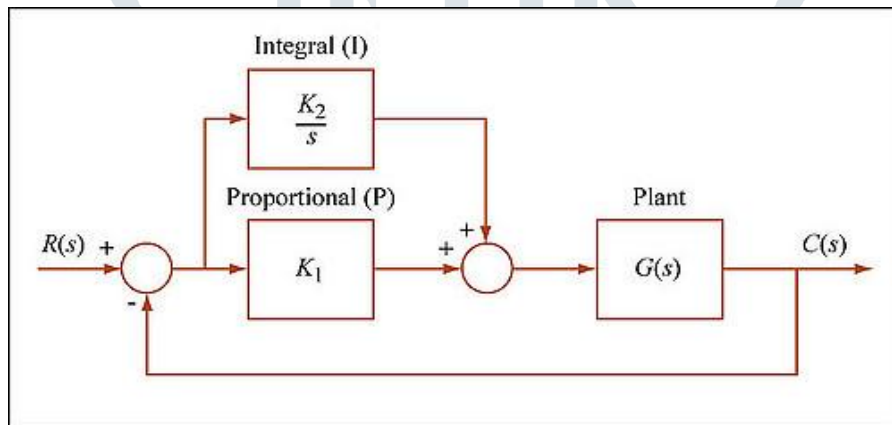 Integral (I)
K₂
s
Proportional (P)
Plant
R(s) +
+
+
K₁
G(s)
C(s)
-